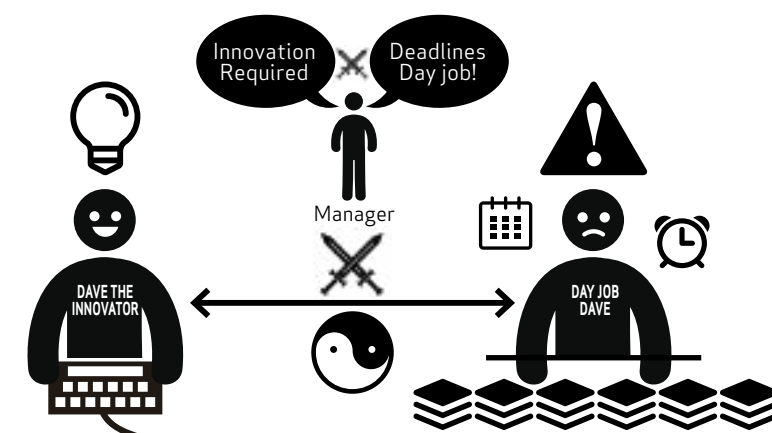 Innovation
Required
Deadlines
Day job!
Manager
DAVE THE
INNOVATOR
DAY JOB
DAVE